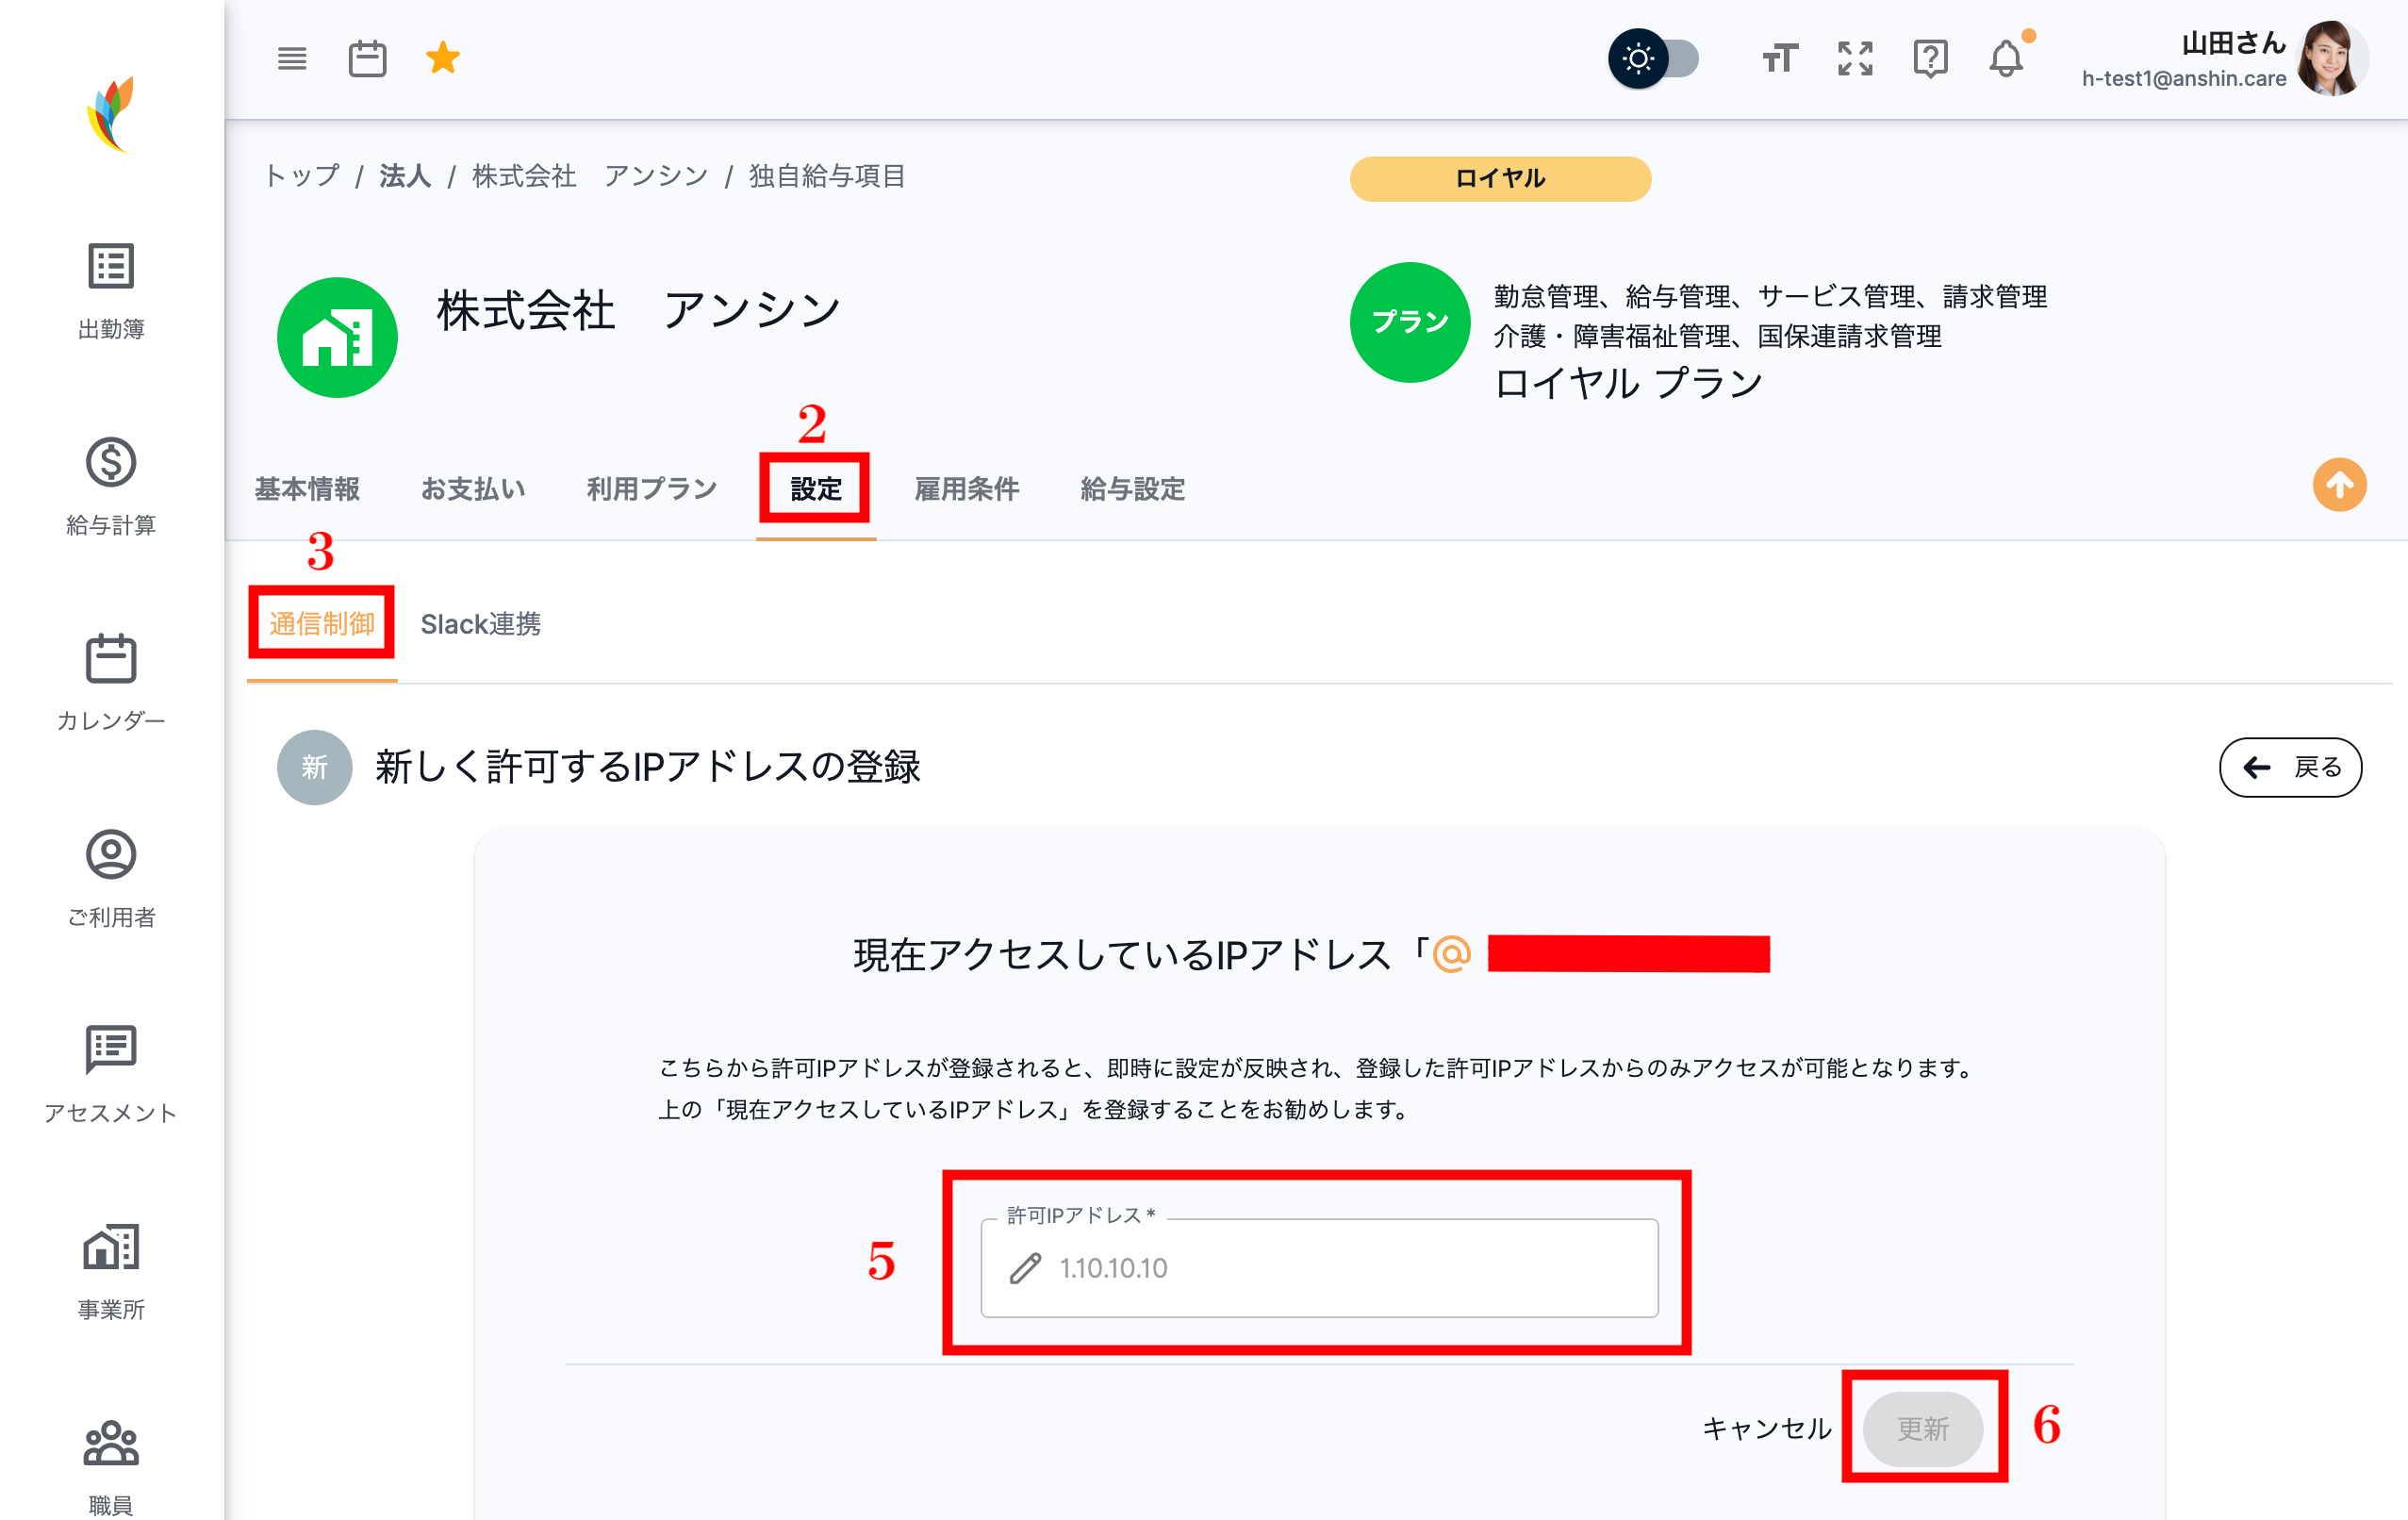 山田さん
h-test1@anshin.care
トップ / 法人 / 株式会社　アンシン / 独自給与項目
ロイヤル
株式会社　アンシン
プラン
勤怠管理、給与管理、サービス管理、請求管理
介護・障害福祉管理、国保連請求管理
ロイヤル プラン
2
基本情報 お支払い 利用プラン 設定 雇用条件 給与設定
3
通信制御 Slack連携
新 新しく許可するIPアドレスの登録
戻る
現在アクセスしているIPアドレス「@
こちらから許可IPアドレスが登録されると、即時に設定が反映され、登録した許可IPアドレスからのみアクセスが可能となります。
上の「現在アクセスしているIPアドレス」を登録することをお勧めします。
許可IPアドレス *
5
1.10.10.10
キャンセル 更新 6
出勤簿
給与計算
カレンダー
ご利用者
アセスメント
事業所
職員